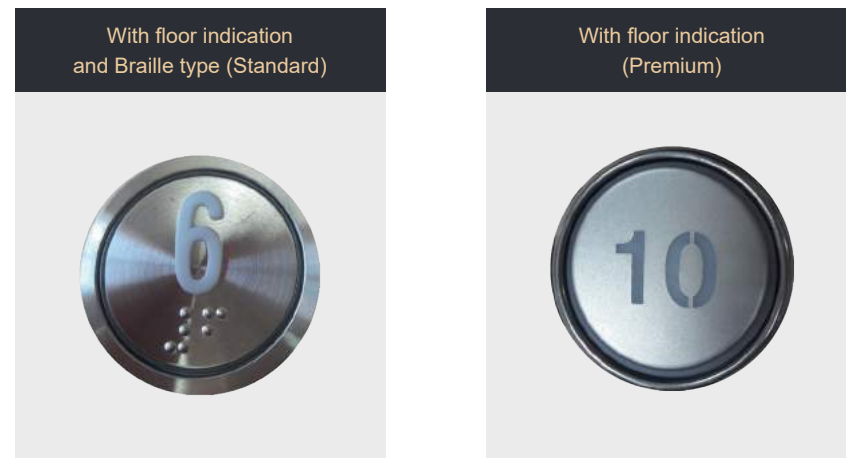 With floor indication
and Braille type (Standard)
6
⠼⠋
With floor indication
(Premium)
10